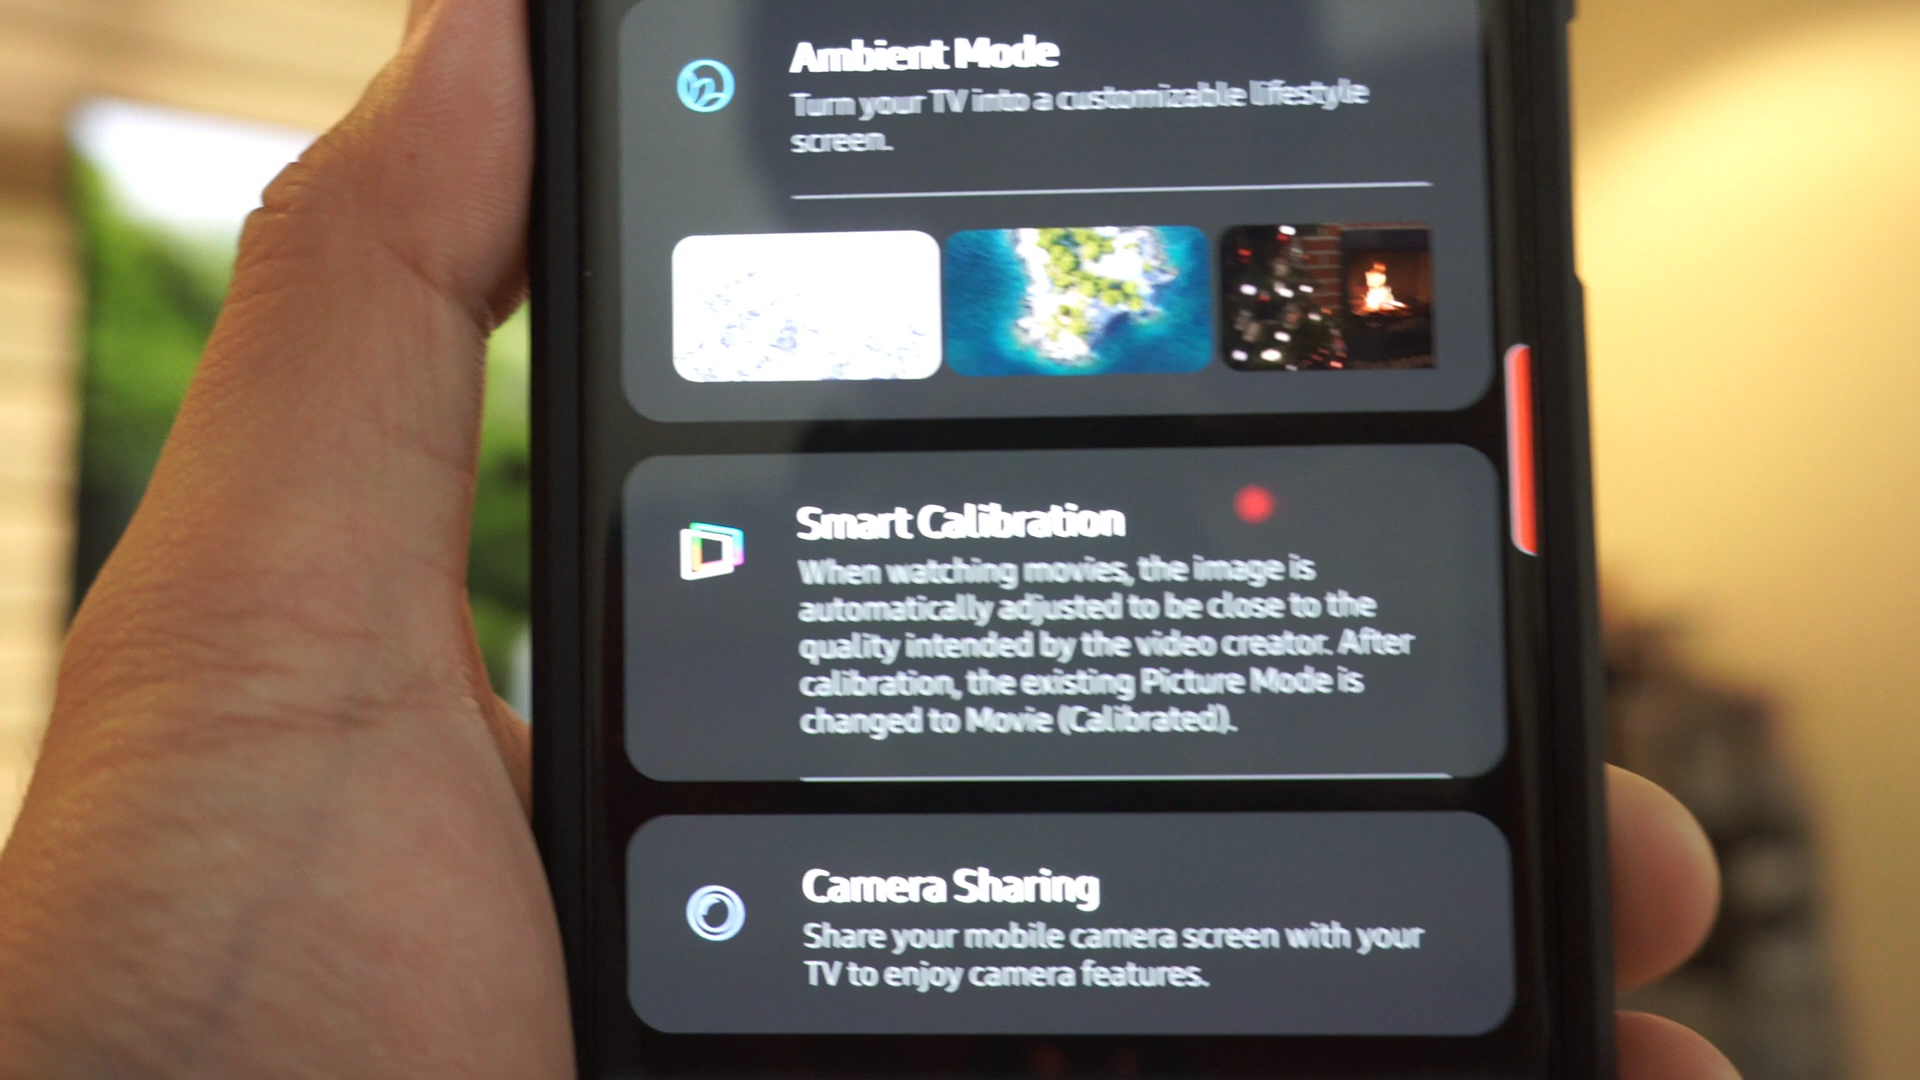 Ambient Mode
Turn your TV into a customizable lifestyle
screen.
Smart Calibration
When watching movies, the image is
automatically adjusted to be close to the
quality intended by the video creator. After
calibration, the existing Picture Mode is
changed to Movie (Calibrated).
Camera Sharing
Share your mobile camera screen with your
TV to enjoy camera features.